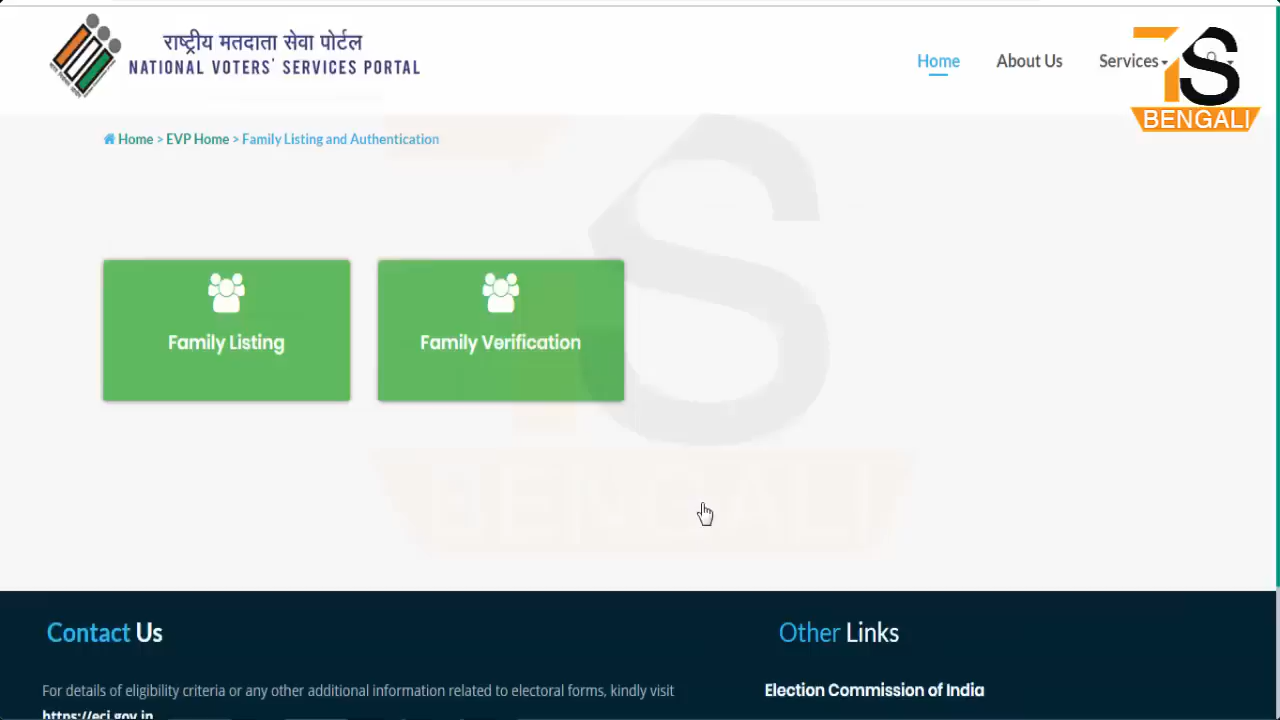 राष्ट्रीय मतदाता सेवा पोर्टल
NATIONAL VOTERS' SERVICES PORTAL
Home
About Us
Services
7S
BENGALI
Home > EVP Home > Family Listing and Authentication
Family Listing
Family Verification
BENGALI
Contact Us
Other Links
For details of eligibility criteria or any other additional information related to electoral forms, kindly visit
https://eci.gov.in
Election Commission of India